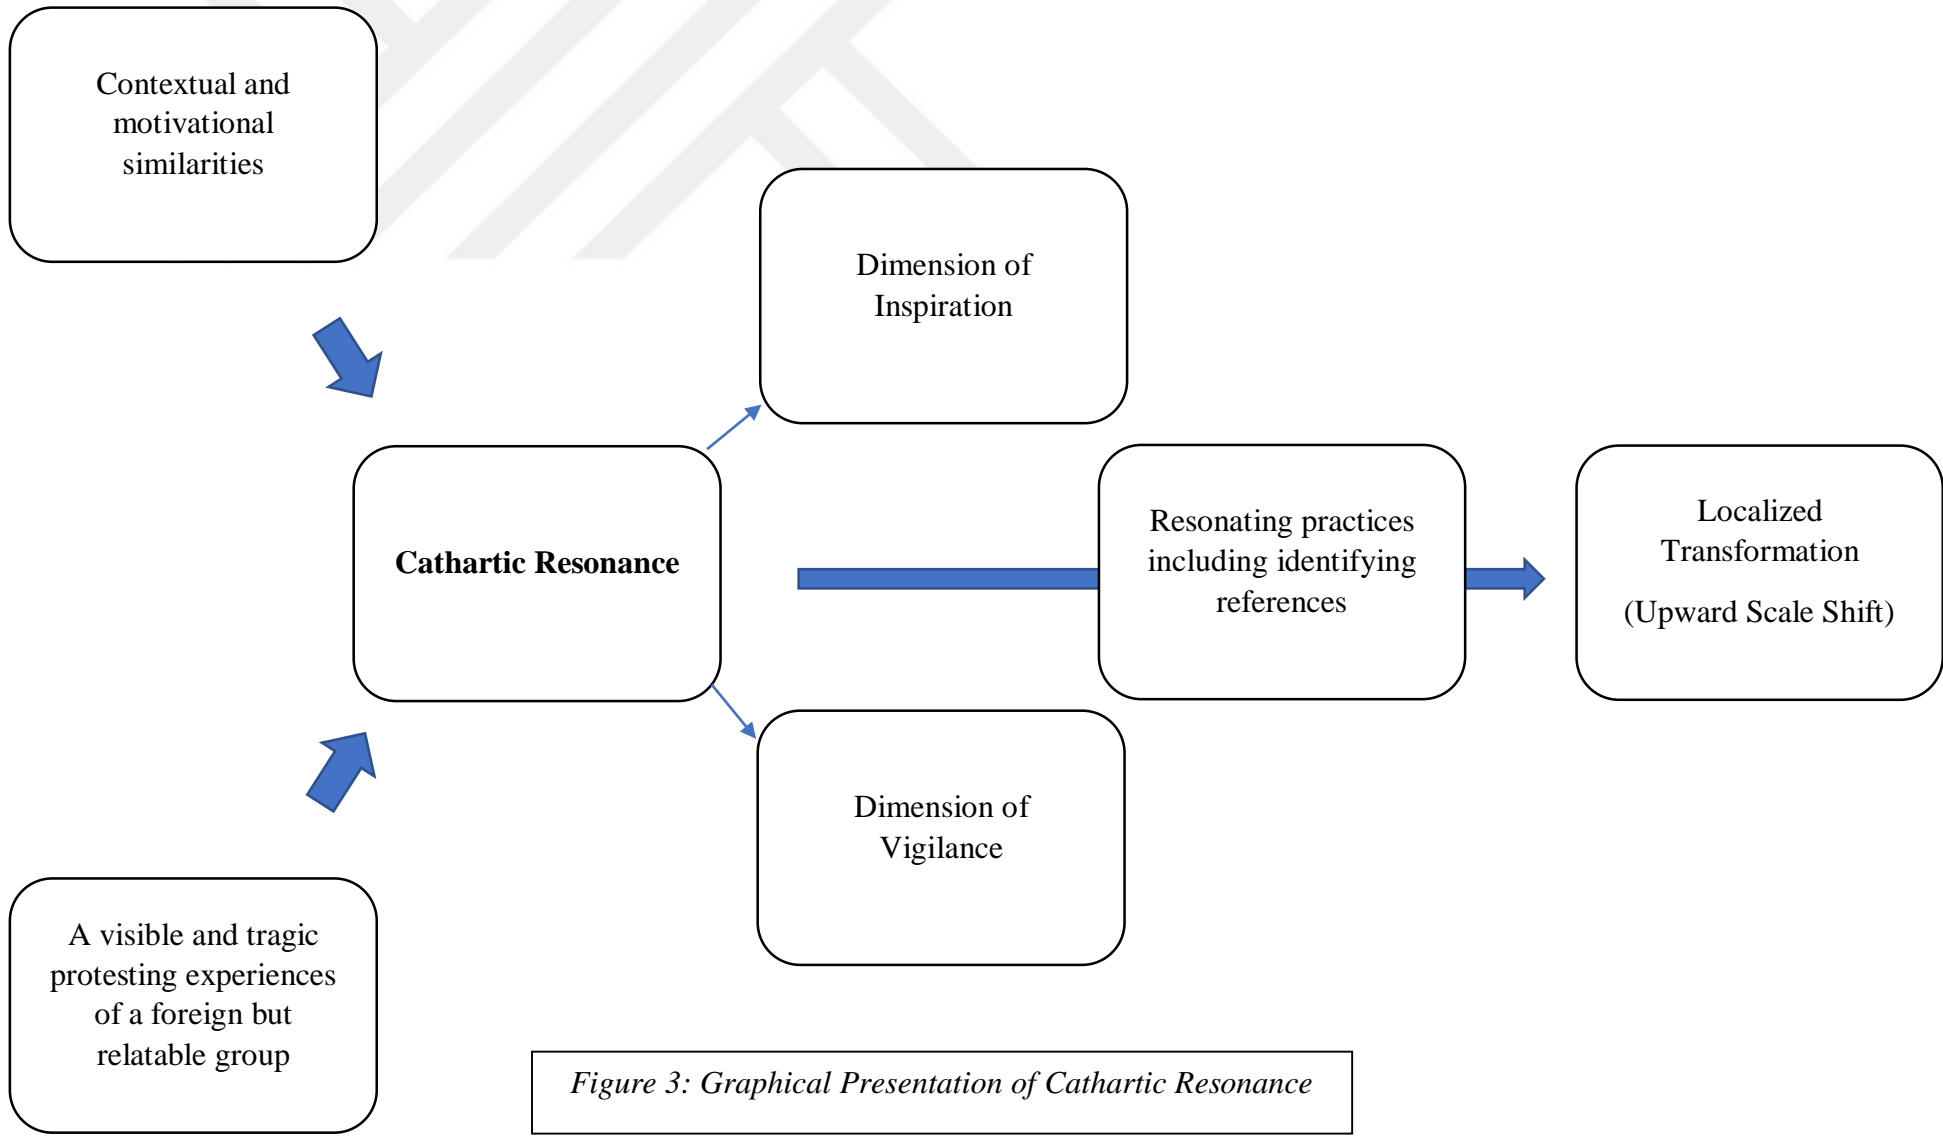 Contextual and
motivational
similarities
Dimension of
Inspiration
Cathartic Resonance
Resonating practices
including identifying
references
Localized
Transformation
(Upward Scale Shift)
Dimension of
Vigilance
A visible and tragic
protesting experiences
of a foreign but
relatable group
Figure 3: Graphical Presentation of Cathartic Resonance